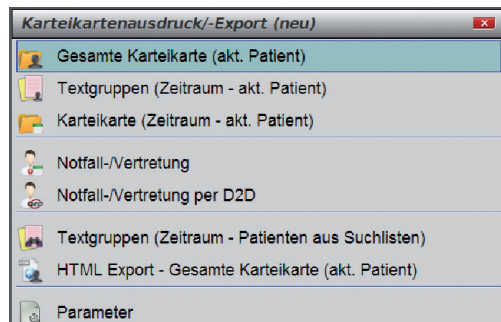 Karteikartenausdruck/-Export (neu)
Gesamte Karteikarte (akt. Patient)
Textgruppen (Zeitraum - akt. Patient)
Karteikarte (Zeitraum - akt. Patient)
Notfall-/Vertretung
Notfall-/Vertretung per D2D
Textgruppen (Zeitraum - Patienten aus Suchlisten)
HTML Export - Gesamte Karteikarte (akt. Patient)
Parameter